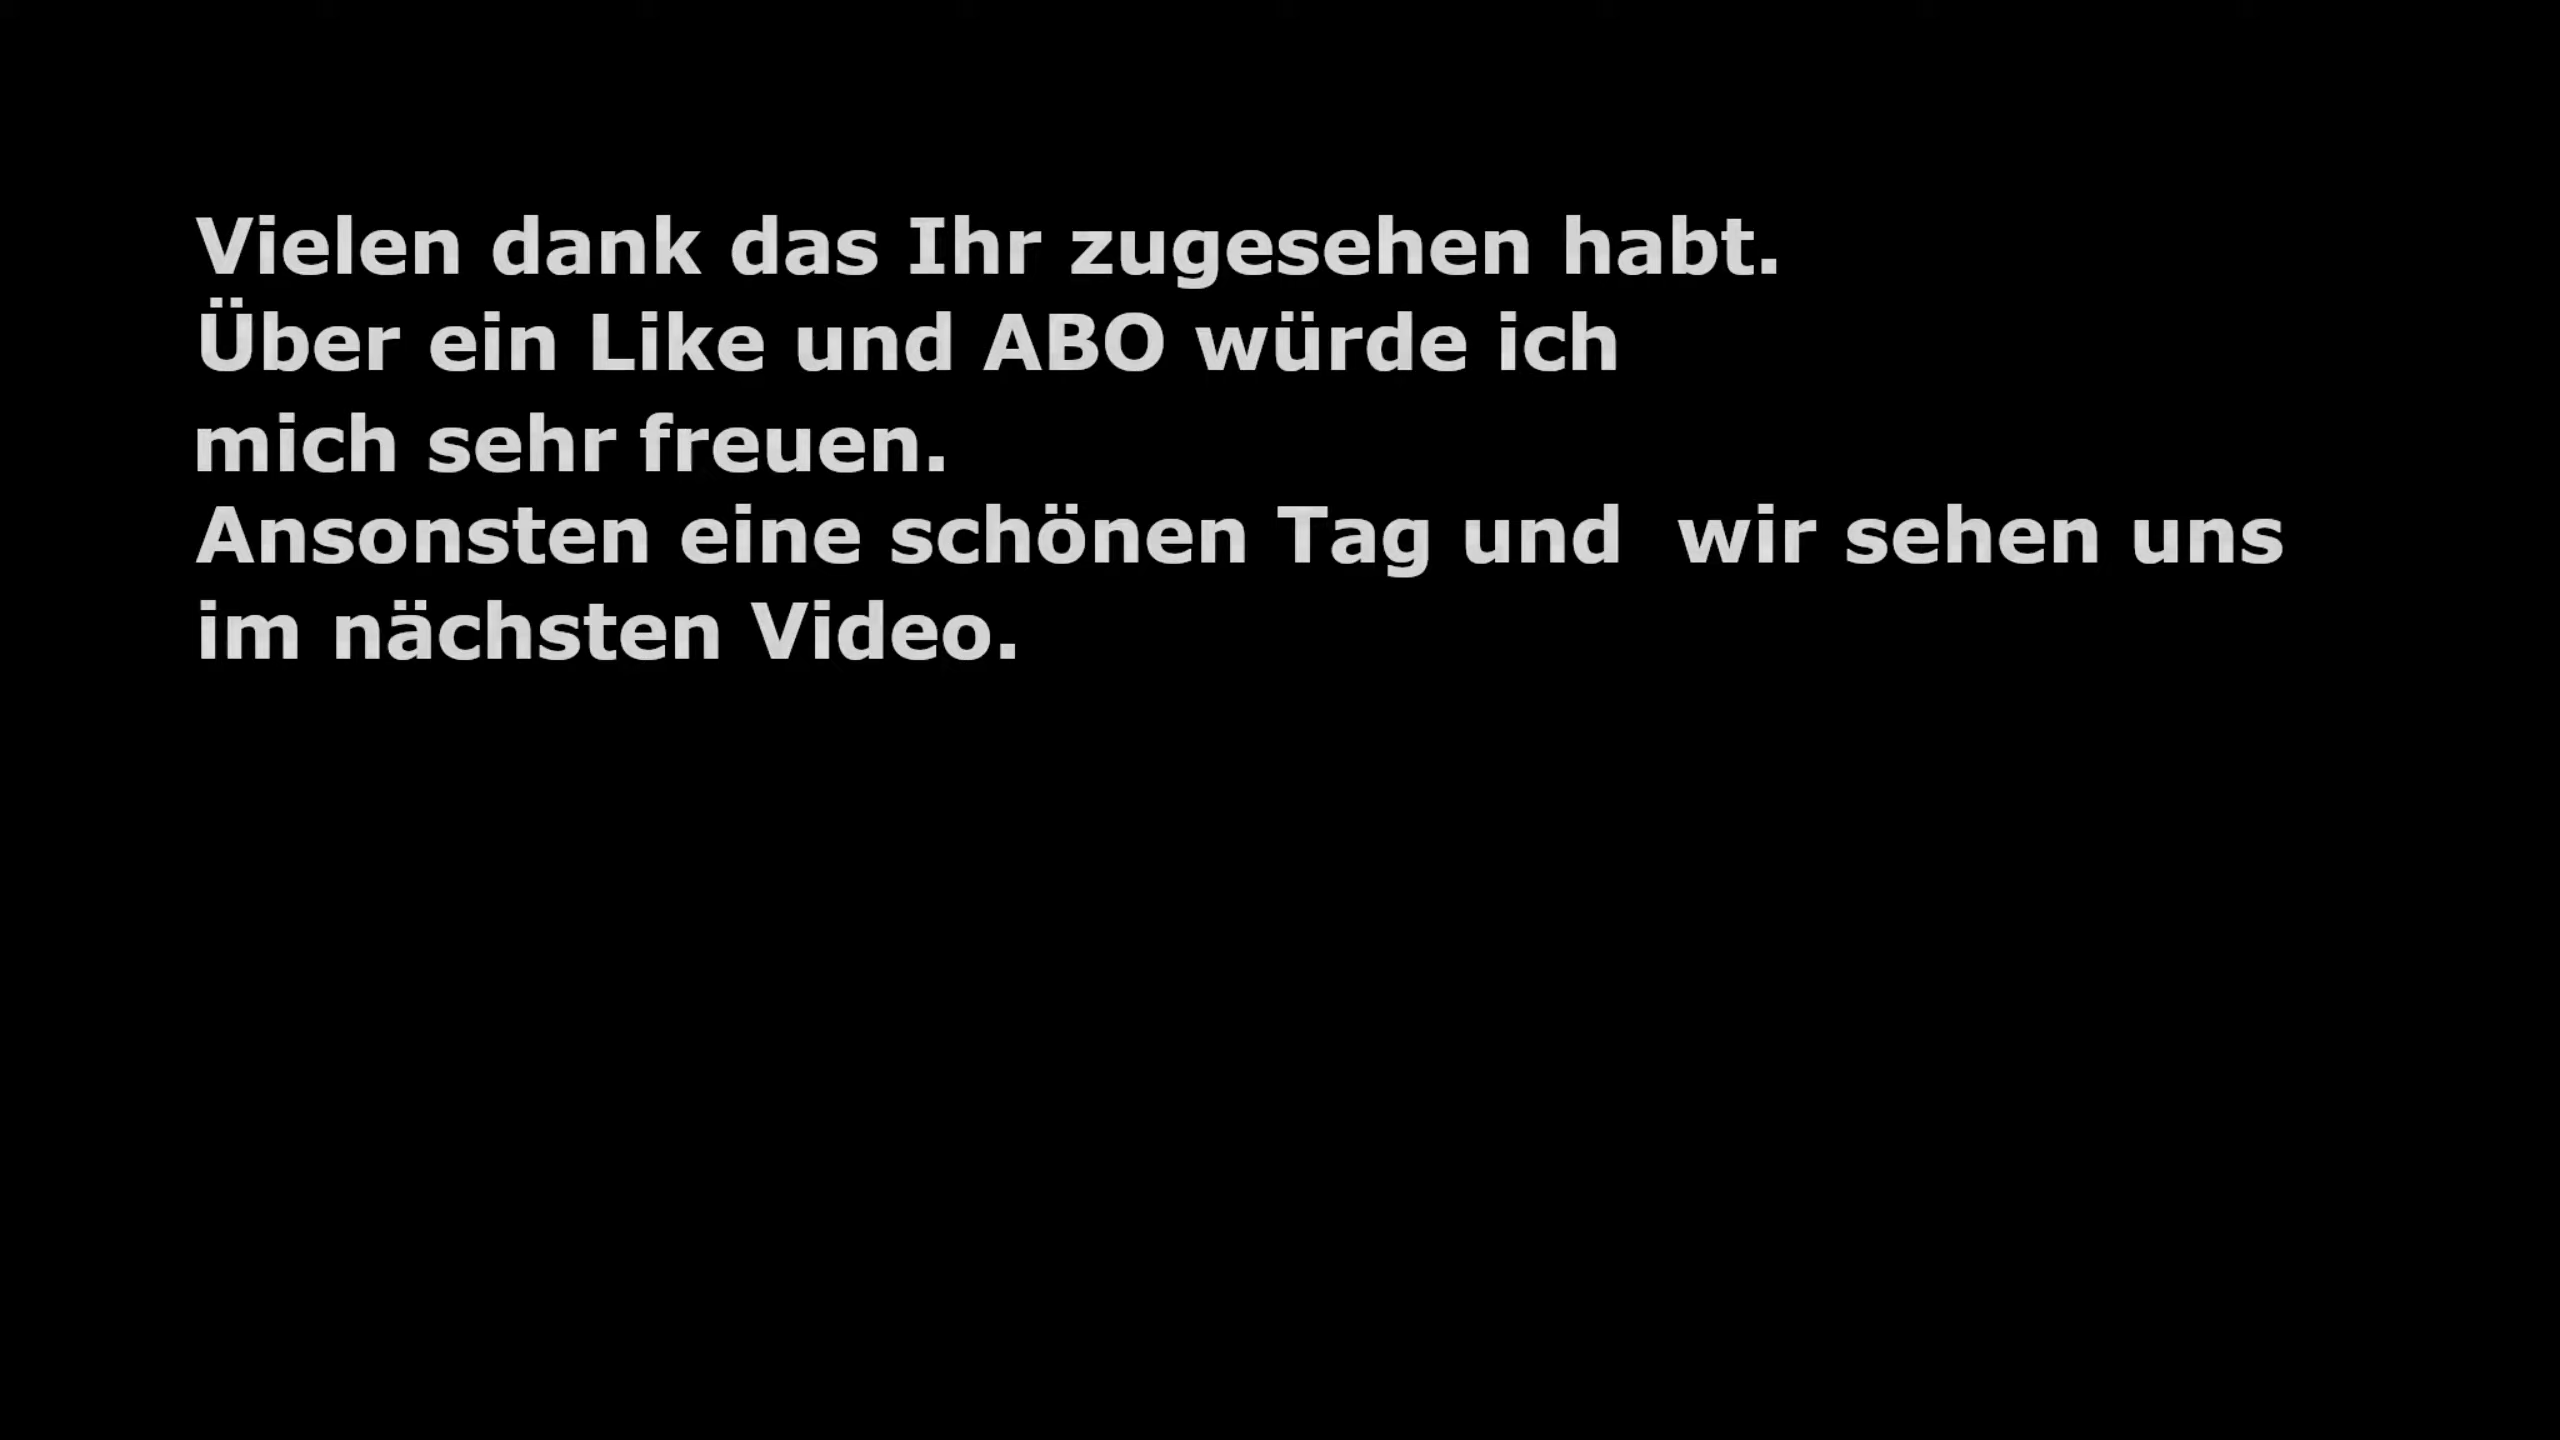 Vielen dank das Ihr zugesehen habt.
Über ein Like und ABO würde ich
mich sehr freuen.
Ansonsten eine schönen Tag und  wir sehen uns
im nächsten Video.